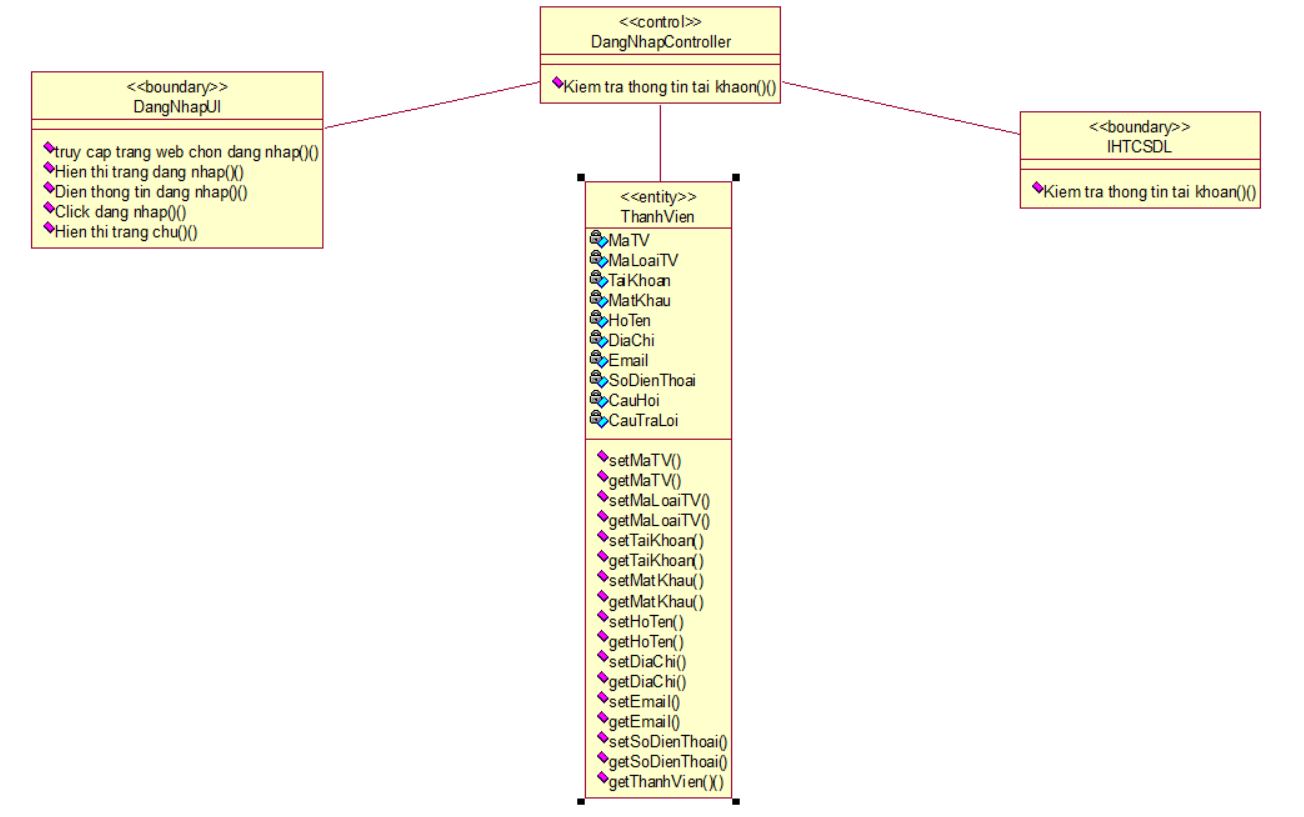 <<control>>
DangNhapController
Kiem tra thong tin tai khaon()()
<<boundary>>
DangNhapUI
truy cap trang web chon dang nhap()()
Hien thi trang dang nhap()()
Dien thong tin dang nhap()()
Click dang nhap()()
Hien thi trang chu()()
<<boundary>>
IHTCSDL
Kiem tra thong tin tai khoan()()
<<entity>>
ThanhVien
MaTV
MaLoaiTV
TaiKhoan
MatKhau
HoTen
DiaChi
Email
SoDienThoai
CauHoi
CauTraLoi
setMaTV()
getMaTV()
setMaLoaiTV()
getMaLoaiTV()
setTaiKhoan()
getTaiKhoan()
setMatKhau()
getMatKhau()
setHoTen()
getHoTen()
setDiaChi()
getDiaChi()
setEmail()
getEmail()
setSoDienThoai()
getSoDienThoai()
getThanhVien()()